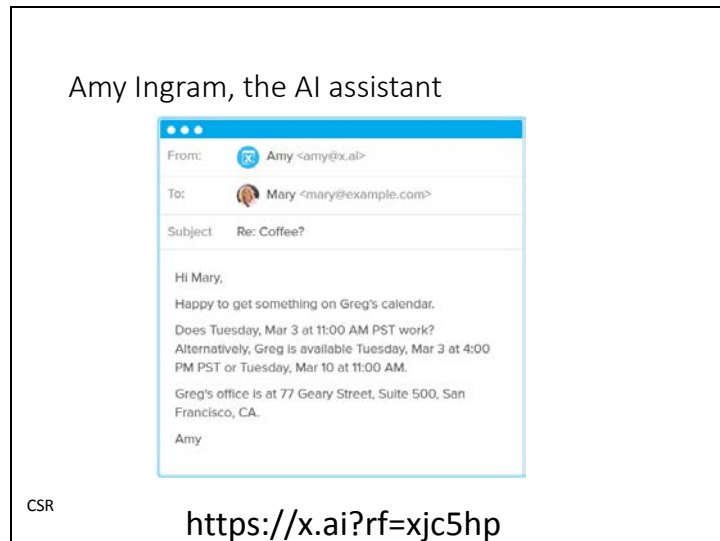 Amy Ingram, the AI assistant
From: Amy <amy@x.ai>
To: Mary <mary@example.com>
Subject Re: Coffee?
Hi Mary,
Happy to get something on Greg's calendar.
Does Tuesday, Mar 3 at 11:00 AM PST work?
Alternatively, Greg is available Tuesday, Mar 3 at 4:00
PM PST or Tuesday, Mar 10 at 11:00 AM.
Greg's office is at 77 Geary Street, Suite 500, San
Francisco, CA.
Amy
CSR
https://x.ai?rf=xjc5hp